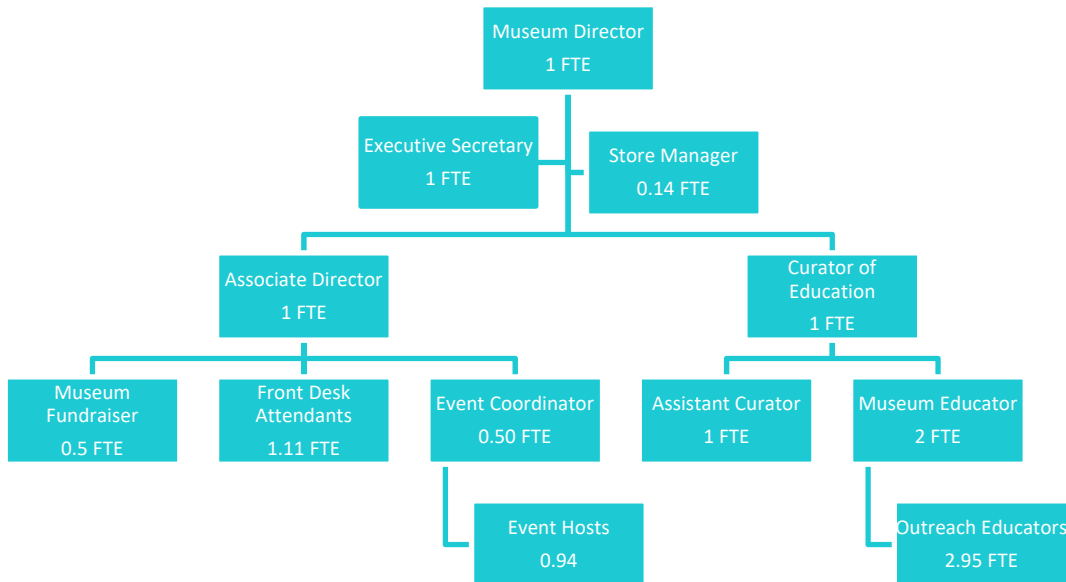 Museum Director
1 FTE
Executive Secretary
1 FTE
Store Manager
0.14 FTE
Associate Director
1 FTE
Curator of
Education
1 FTE
Museum
Fundraiser
0.5 FTE
Front Desk
Attendants
1.11 FTE
Event Coordinator
0.50 FTE
Assistant Curator
1 FTE
Museum Educator
2 FTE
Event Hosts
0.94
Outreach Educators
2.95 FTE